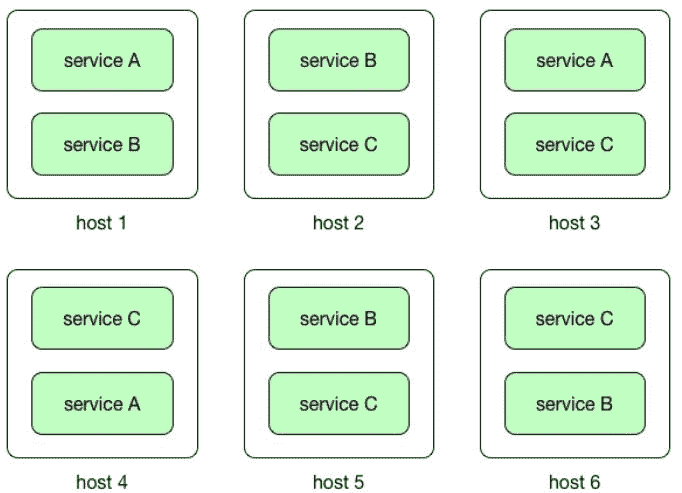 service A
service B
host 1
service B
service C
host 2
service A
service C
host 3
service C
service A
host 4
service B
service C
host 5
service C
service B
host 6